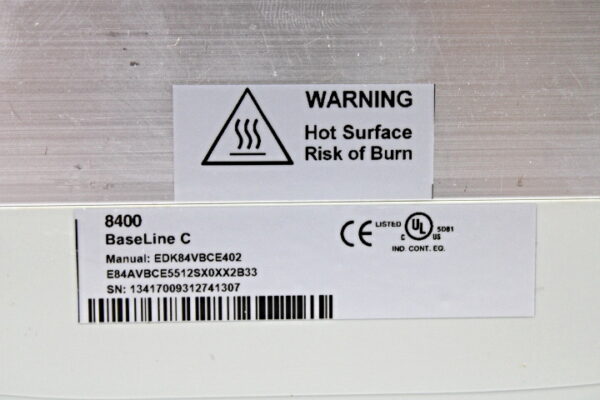 WARNING
Hot Surface
Risk of Burn
8400
BaseLine C
Manual: EDK84VBCE402
E84AVBCE5512SX0XX2B33
SN: 13417009312741307
CE LISTED UL 5D81
C US
IND. CONT. EQ.